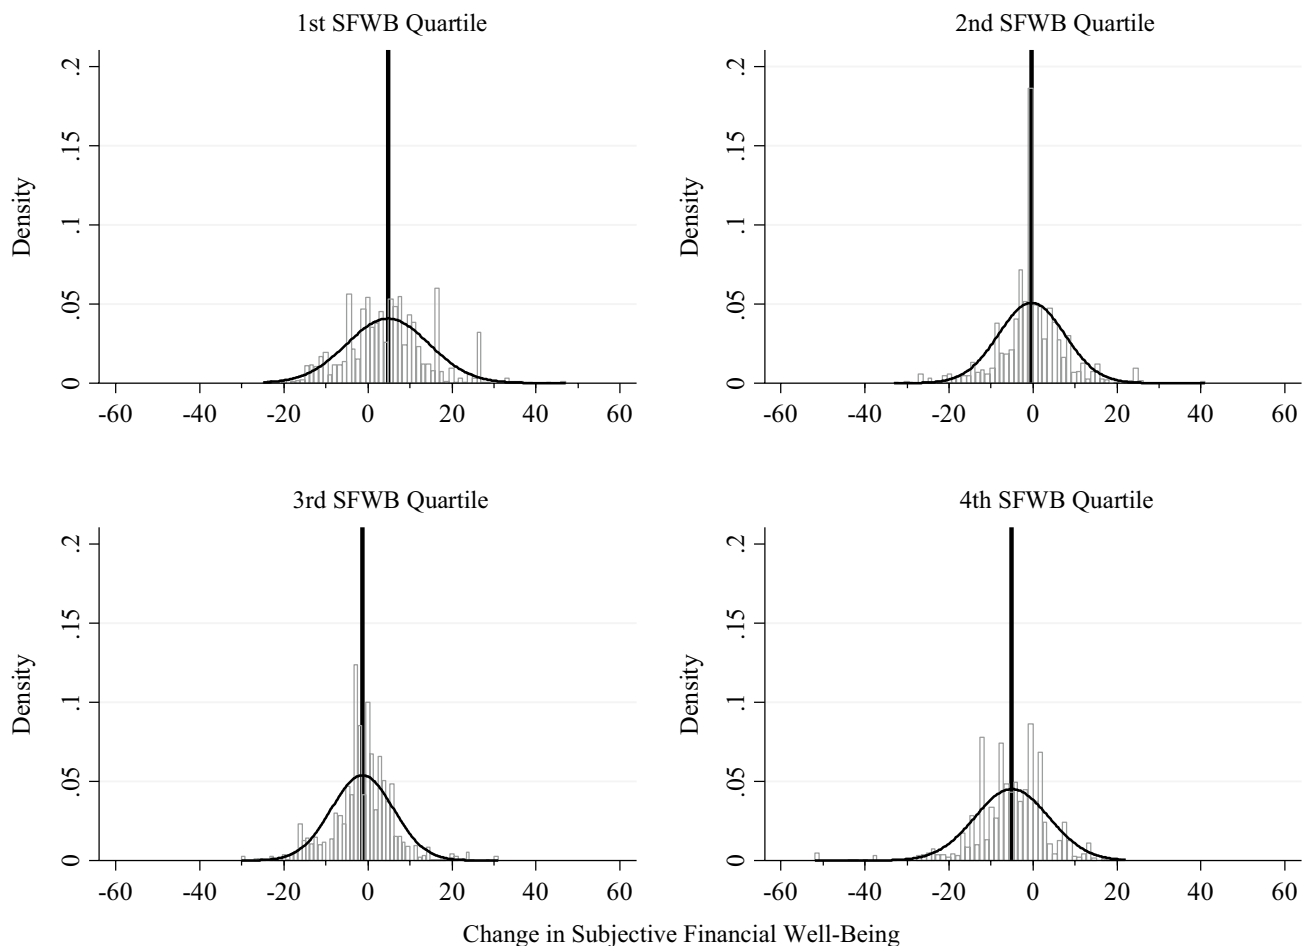 1st SFWB Quartile
2nd SFWB Quartile
Density
0 .05 .1 .15 .2
-60 -40 -20 0 20 40 60
Density
0 .05 .1 .15 .2
-60 -40 -20 0 20 40 60
3rd SFWB Quartile
4th SFWB Quartile
Density
0 .05 .1 .15 .2
-60 -40 -20 0 20 40 60
Density
0 .05 .1 .15 .2
-60 -40 -20 0 20 40 60
Change in Subjective Financial Well-Being